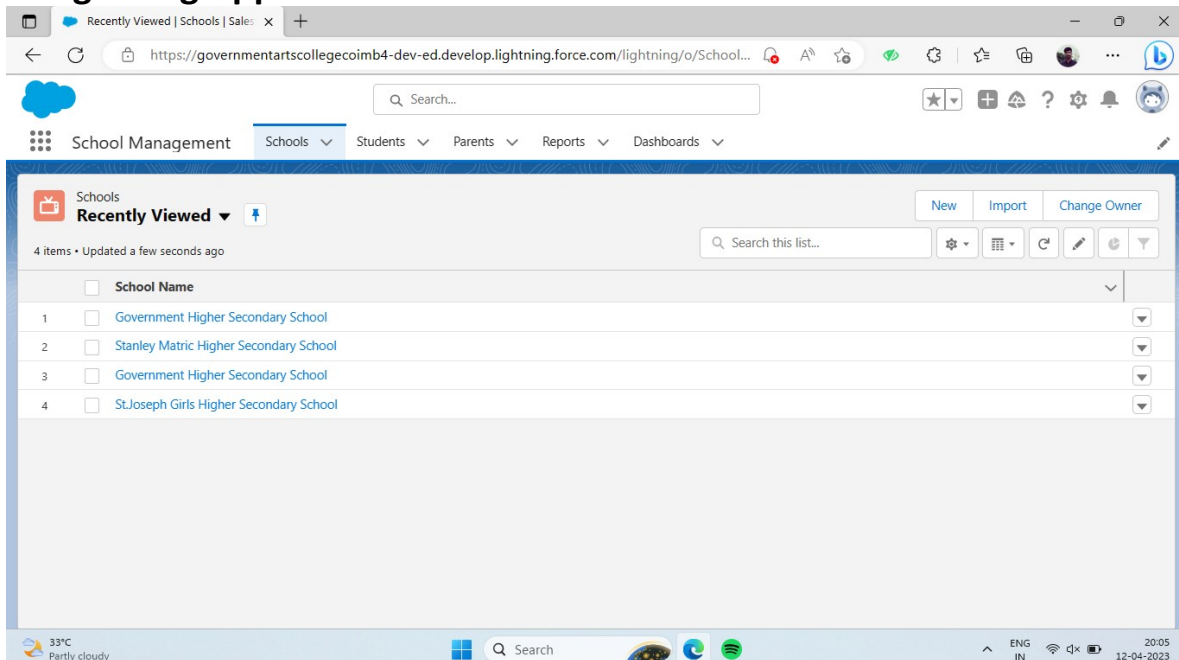 Recently Viewed | Schools | Sales
https://governmentartscollegecoimb4-dev-ed.develop.lightning.force.com/lightning/o/School...
Search...
School Management Schools Students Parents Reports Dashboards
Schools
Recently Viewed
New Import Change Owner
4 items • Updated a few seconds ago
Search this list...
School Name
1 Government Higher Secondary School
2 Stanley Matric Higher Secondary School
3 Government Higher Secondary School
4 St.Joseph Girls Higher Secondary School
33°C
Partly cloudy
Search
ENG
IN
20:05
12-04-2023